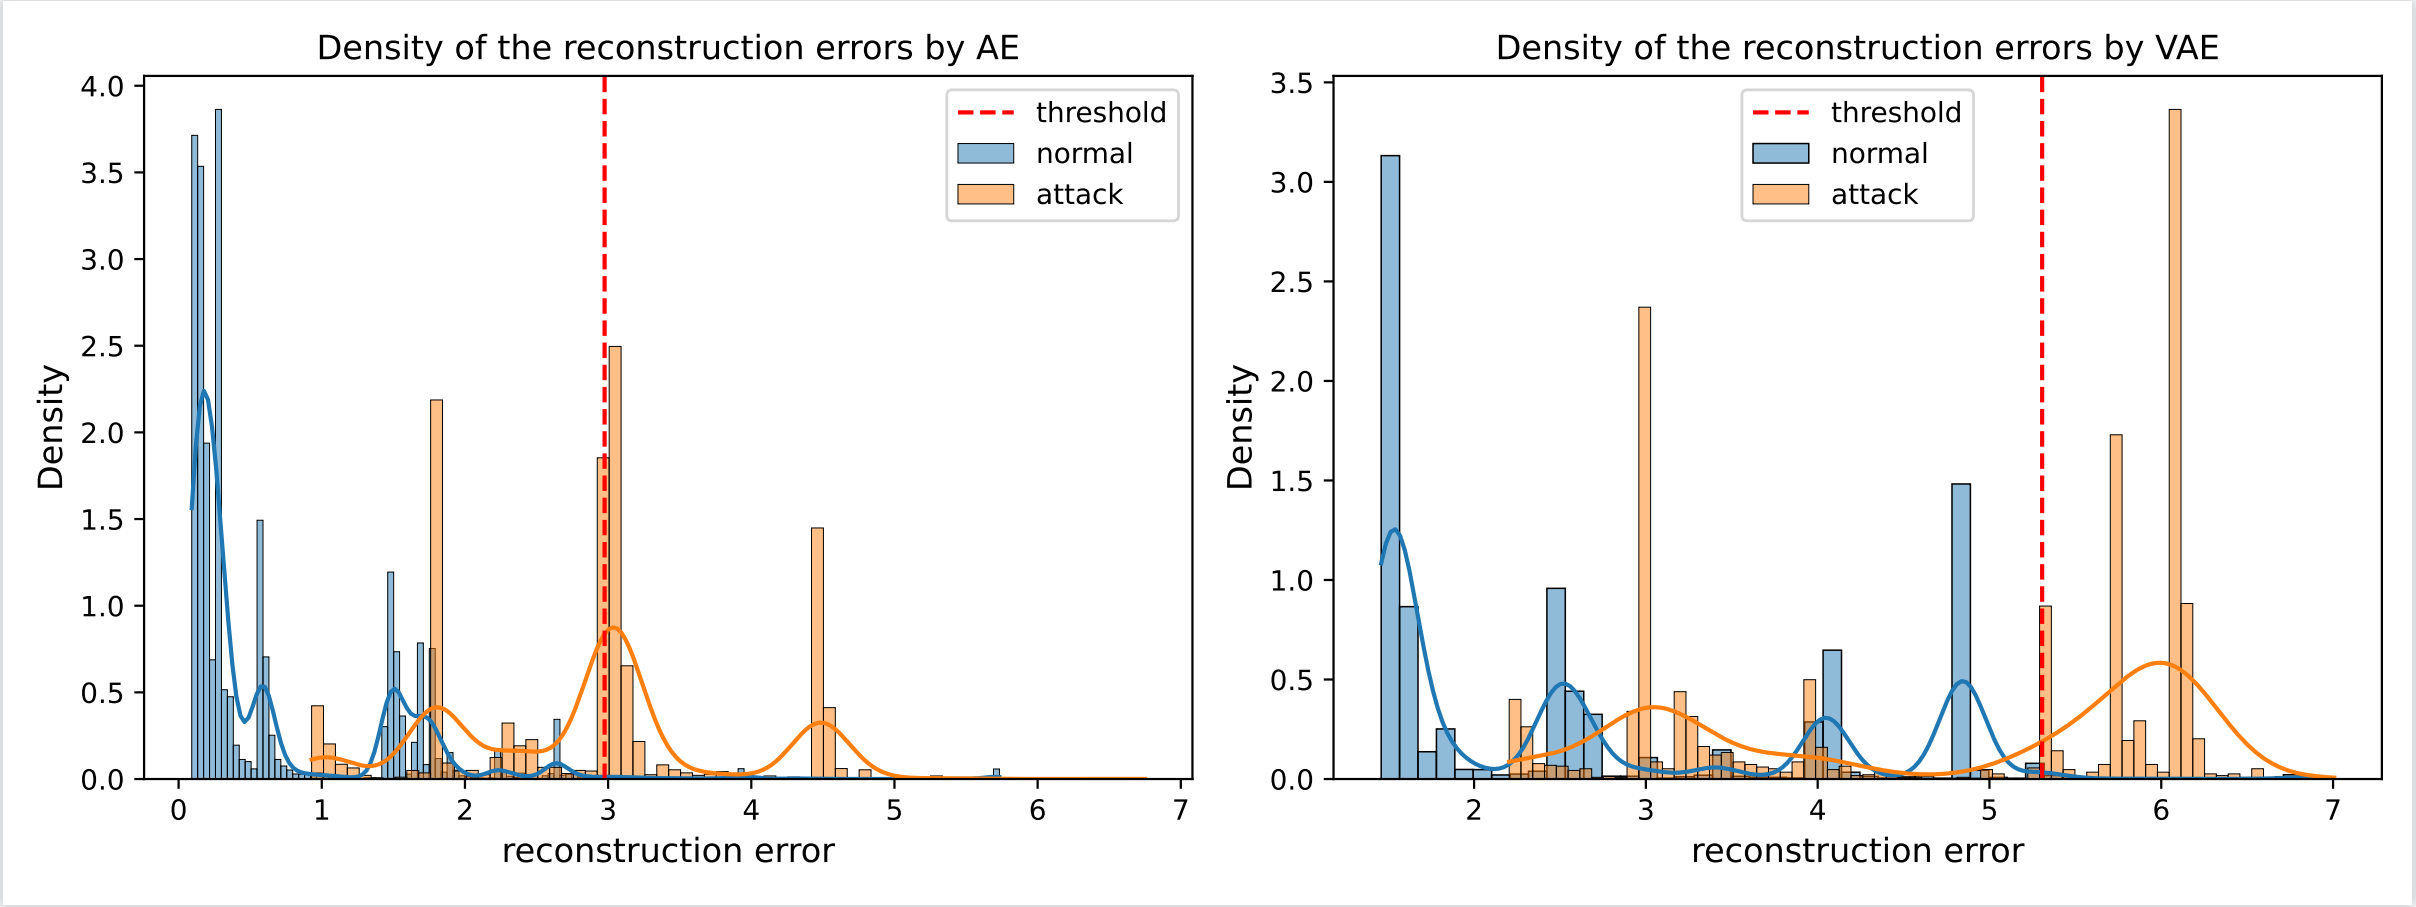 Density of the reconstruction errors by AE
4.0
3.5
3.0
2.5
2.0
1.5
1.0
0.5
0.0
Density
0 1 2 3 4 5 6 7
reconstruction error
threshold
normal
attack
Density of the reconstruction errors by VAE
3.5
3.0
2.5
2.0
1.5
1.0
0.5
0.0
Density
2 3 4 5 6 7
reconstruction error
threshold
normal
attack